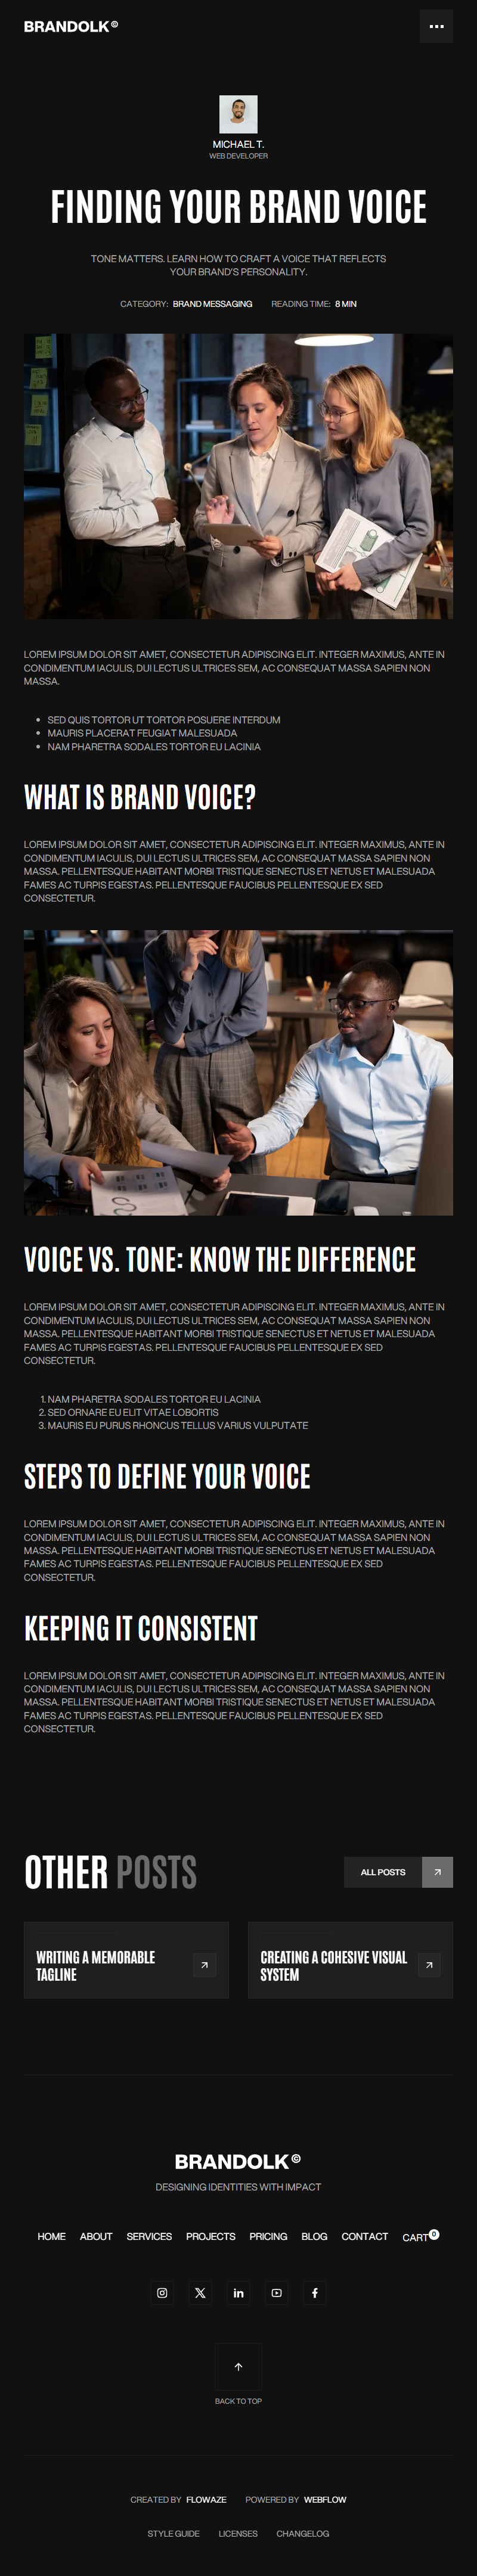 BRANDOLK©
MICHAEL T.
WEB DEVELOPER
FINDING YOUR BRAND VOICE
TONE MATTERS. LEARN HOW TO CRAFT A VOICE THAT REFLECTS
YOUR BRAND'S PERSONALITY.
CATEGORY: BRAND MESSAGING READING TIME: 8 MIN
LOREM IPSUM DOLOR SIT AMET, CONSECTETUR ADIPISCING ELIT. INTEGER MAXIMUS, ANTE IN
CONDIMENTUM IACULIS, DUI LECTUS ULTRICES SEM, AC CONSEQUAT MASSA SAPIEN NON
MASSA.
• SED QUIS TORTOR UT TORTOR POSUERE INTERDUM
• MAURIS PLACERAT FEUGIAT MALESUADA
• NAM PHARETRA SODALES TORTOR EU LACINIA
WHAT IS BRAND VOICE?
LOREM IPSUM DOLOR SIT AMET, CONSECTETUR ADIPISCING ELIT. INTEGER MAXIMUS, ANTE IN
CONDIMENTUM IACULIS, DUI LECTUS ULTRICES SEM, AC CONSEQUAT MASSA SAPIEN NON
MASSA. PELLENTESQUE HABITANT MORBI TRISTIQUE SENECTUS ET NETUS ET MALESUADA
FAMES AC TURPIS EGESTAS. PELLENTESQUE FAUCIBUS PELLENTESQUE EX SED
CONSECTETUR.
VOICE VS. TONE: KNOW THE DIFFERENCE
LOREM IPSUM DOLOR SIT AMET, CONSECTETUR ADIPISCING ELIT. INTEGER MAXIMUS, ANTE IN
CONDIMENTUM IACULIS, DUI LECTUS ULTRICES SEM, AC CONSEQUAT MASSA SAPIEN NON
MASSA. PELLENTESQUE HABITANT MORBI TRISTIQUE SENECTUS ET NETUS ET MALESUADA
FAMES AC TURPIS EGESTAS. PELLENTESQUE FAUCIBUS PELLENTESQUE EX SED
CONSECTETUR.
1. NAM PHARETRA SODALES TORTOR EU LACINIA
2. SED ORNARE EU ELIT VITAE LOBORTIS
3. MAURIS EU PURUS RHONCUS TELLUS VARIUS VULPUTATE
STEPS TO DEFINE YOUR VOICE
LOREM IPSUM DOLOR SIT AMET, CONSECTETUR ADIPISCING ELIT. INTEGER MAXIMUS, ANTE IN
CONDIMENTUM IACULIS, DUI LECTUS ULTRICES SEM, AC CONSEQUAT MASSA SAPIEN NON
MASSA. PELLENTESQUE HABITANT MORBI TRISTIQUE SENECTUS ET NETUS ET MALESUADA
FAMES AC TURPIS EGESTAS. PELLENTESQUE FAUCIBUS PELLENTESQUE EX SED
CONSECTETUR.
KEEPING IT CONSISTENT
LOREM IPSUM DOLOR SIT AMET, CONSECTETUR ADIPISCING ELIT. INTEGER MAXIMUS, ANTE IN
CONDIMENTUM IACULIS, DUI LECTUS ULTRICES SEM, AC CONSEQUAT MASSA SAPIEN NON
MASSA. PELLENTESQUE HABITANT MORBI TRISTIQUE SENECTUS ET NETUS ET MALESUADA
FAMES AC TURPIS EGESTAS. PELLENTESQUE FAUCIBUS PELLENTESQUE EX SED
CONSECTETUR.
OTHER POSTS
ALL POSTS
WRITING A MEMORABLE
TAGLINE
CREATING A COHESIVE VISUAL
SYSTEM
BRANDOLK©
DESIGNING IDENTITIES WITH IMPACT
HOME ABOUT SERVICES PROJECTS PRICING BLOG CONTACT CART 0
BACK TO TOP
CREATED BY FLOWAZE POWERED BY WEBFLOW
STYLE GUIDE LICENSES CHANGELOG